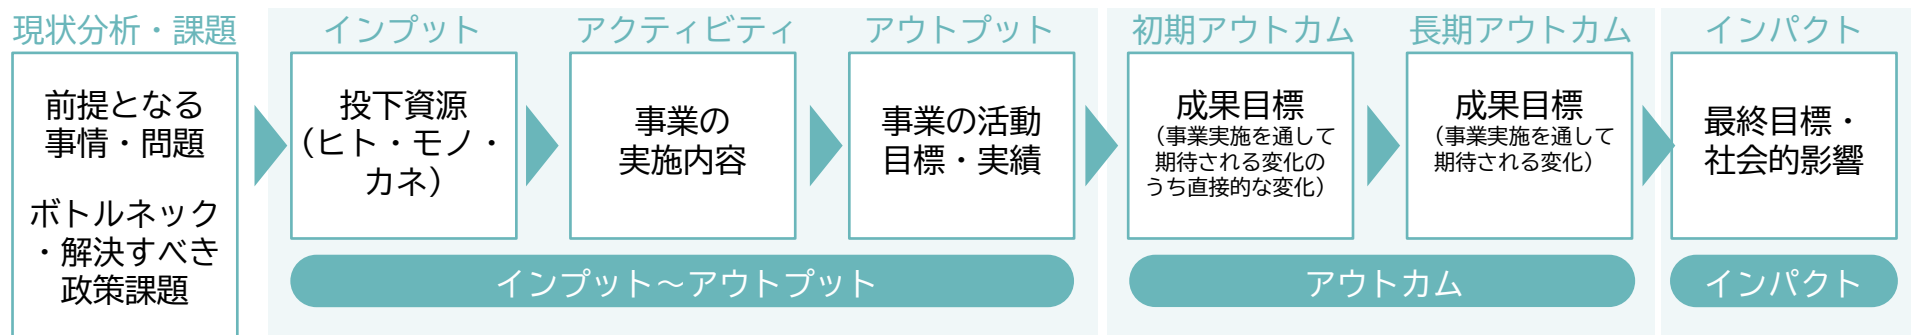 現状分析・課題
前提となる
事情・問題
ボトルネック
・解決すべき
政策課題
インプット
投下資源
(ヒト・モノ・
カネ)
アクティビティ
事業の
実施内容
アウトプット
事業の活動
目標・実績
インプット~アウトプット
初期アウトカム
成果目標
(事業実施を通して
期待される変化の
うち直接的な変化)
長期アウトカム
成果目標
(事業実施を通して
期待される変化)
アウトカム
インパクト
最終目標・
社会的影響
インパクト